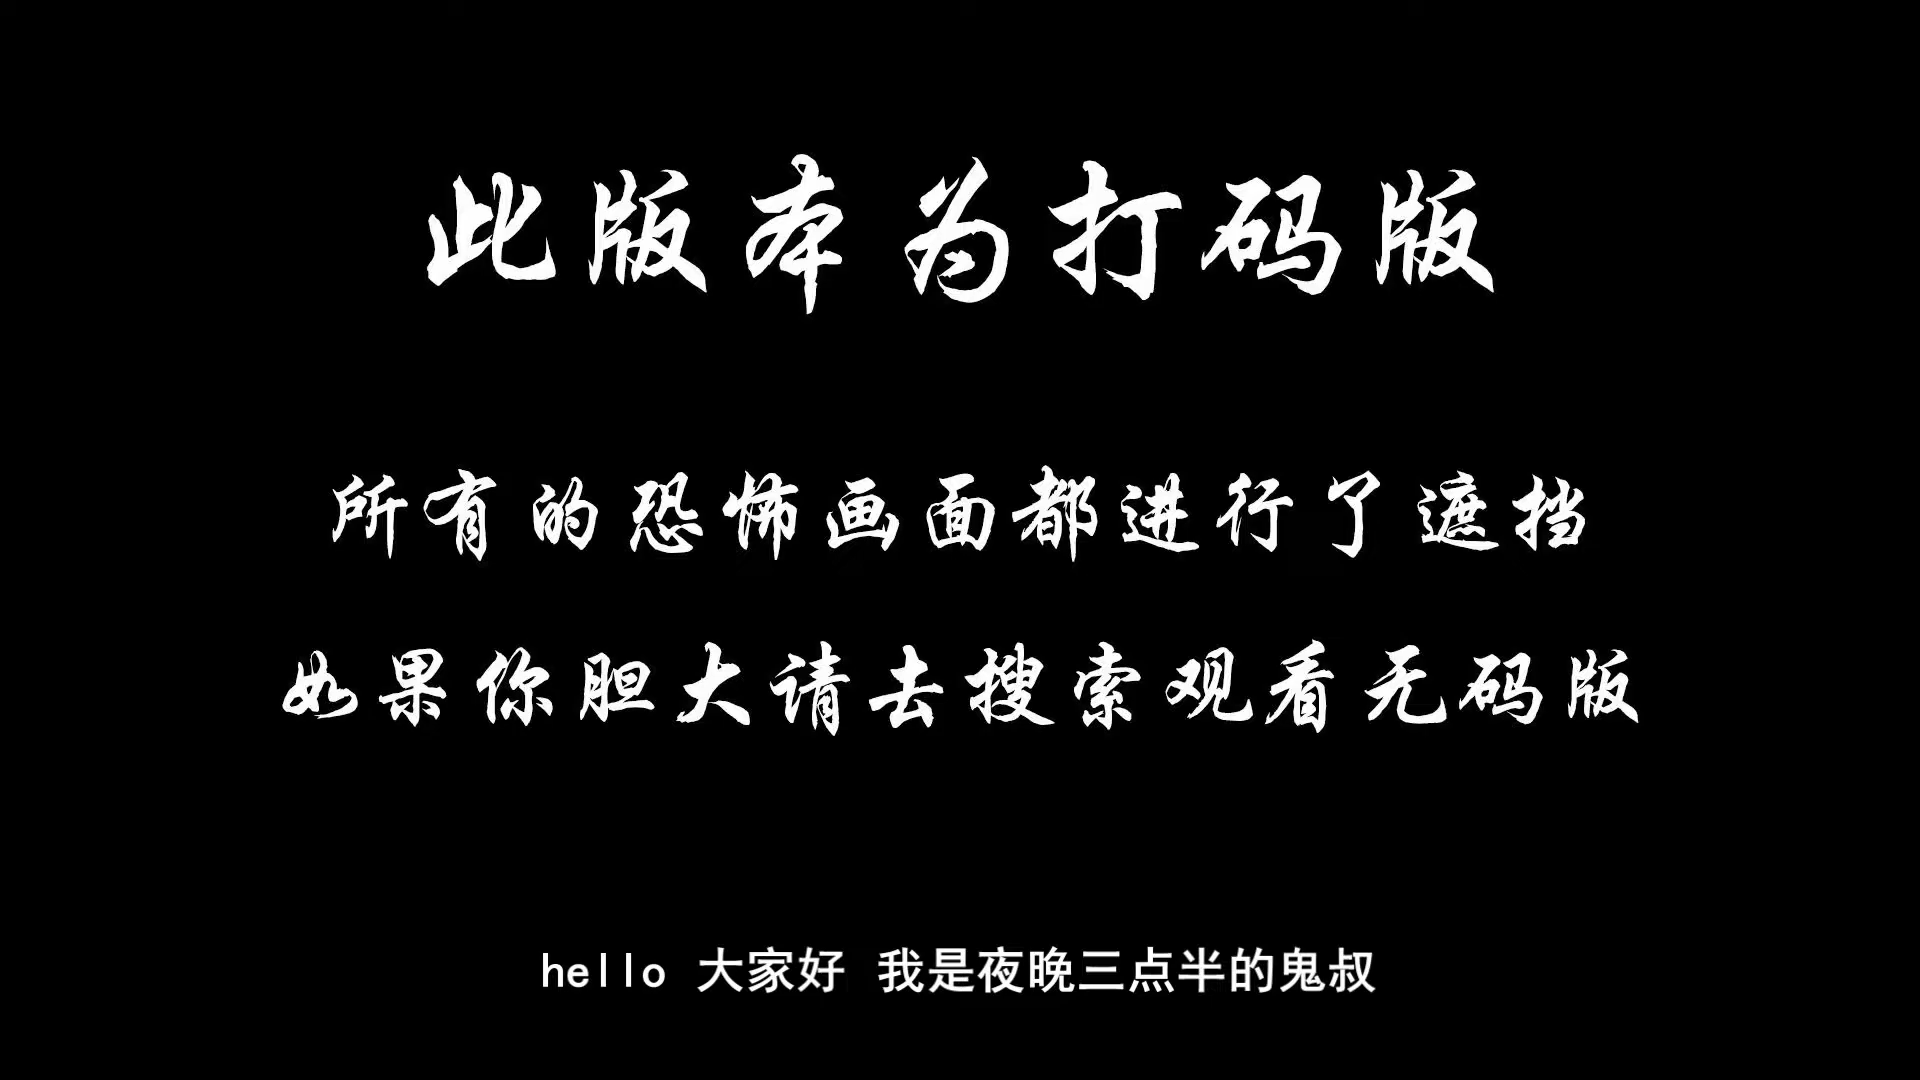 此版本为打码版
所有的恐怖画面都进行了遮挡
如果你胆大请去搜索观看无码版
hello 大家好 我是夜晚三点半的鬼叔